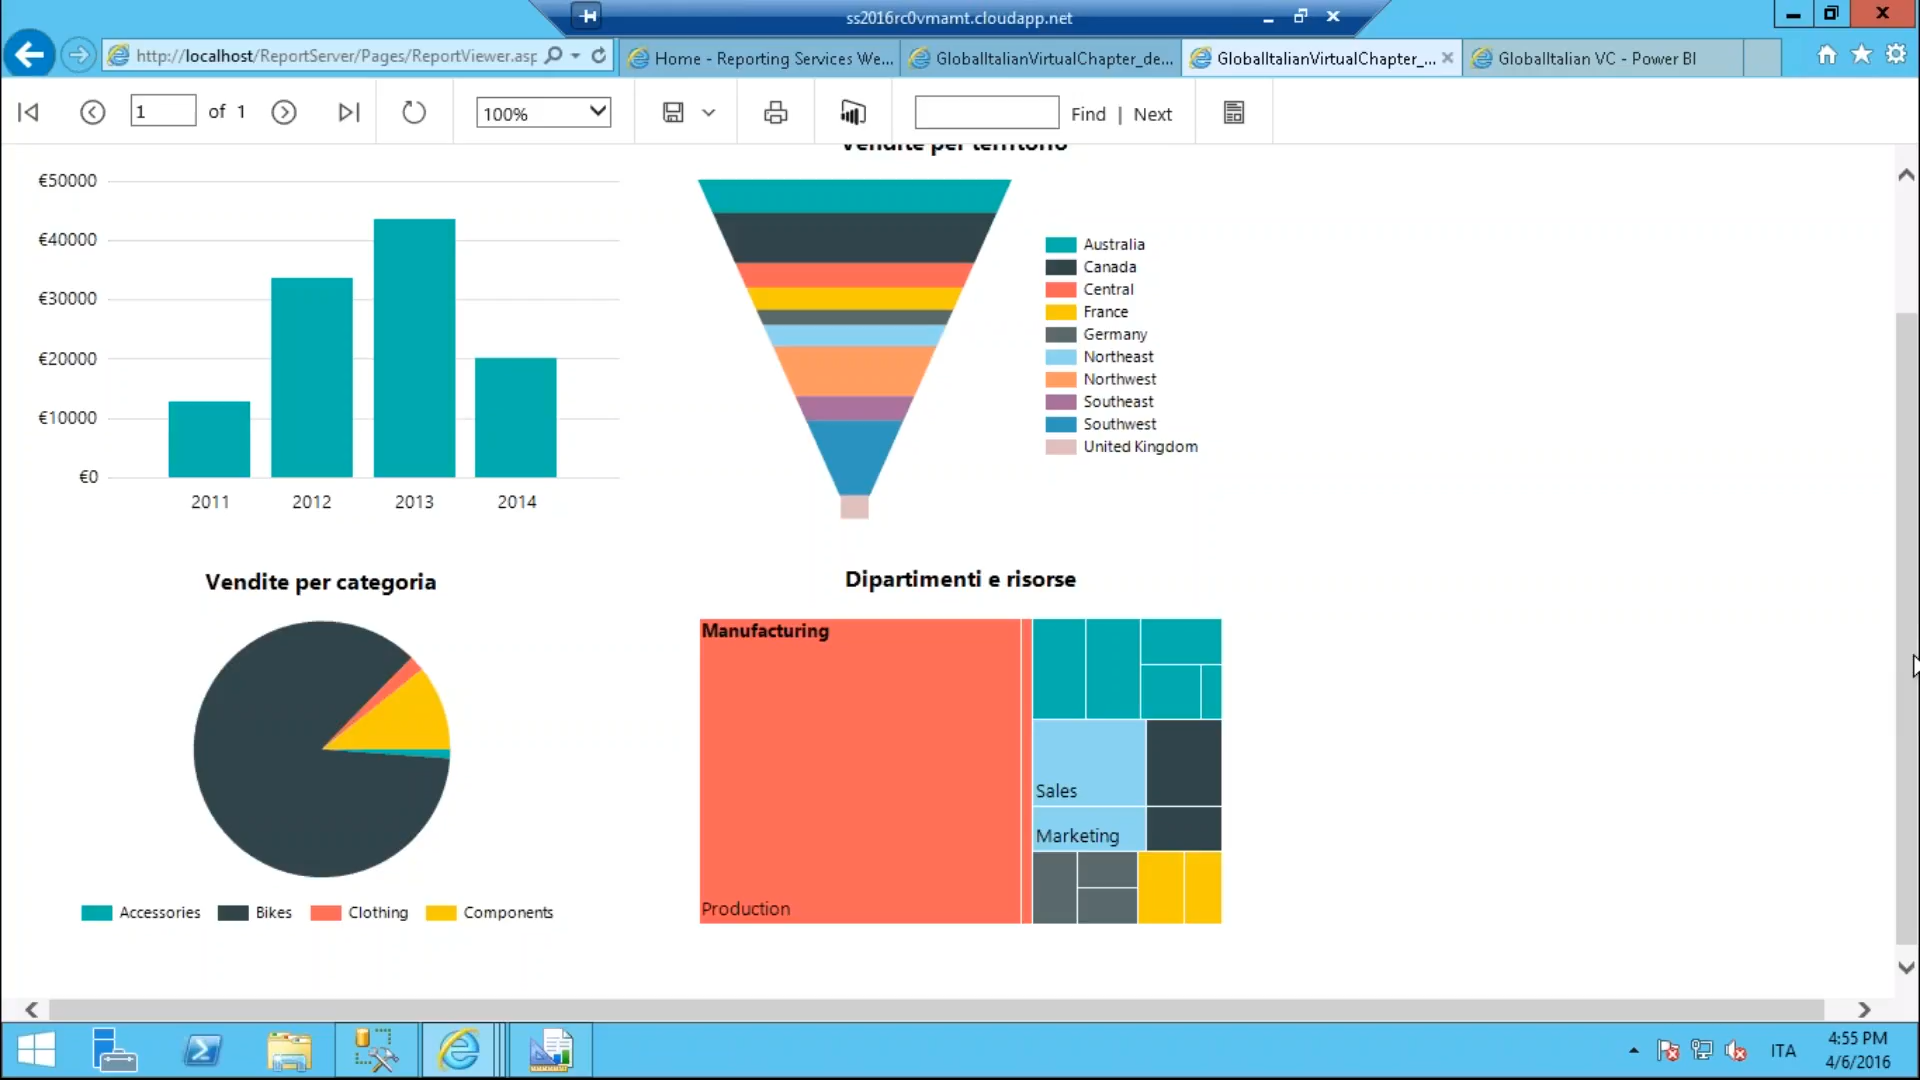 ss2016rc0vmamt.cloudapp.net
http://localhost/ReportServer/Pages/ReportViewer.asp
Home - Reporting Services We...
GlobalItalianVirtualChapter_de...
GlobalItalianVirtualChapter_...
GlobalItalian VC - Power BI
1
of 1
100%
Find | Next
Vendite per territorio
€50000
€40000
€30000
€20000
€10000
€0
2011
2012
2013
2014
Australia
Canada
Central
France
Germany
Northeast
Northwest
Southeast
Southwest
United Kingdom
Vendite per categoria
Accessories
Bikes
Clothing
Components
Dipartimenti e risorse
Manufacturing
Sales
Marketing
Production
ITA
4:55 PM
4/6/2016